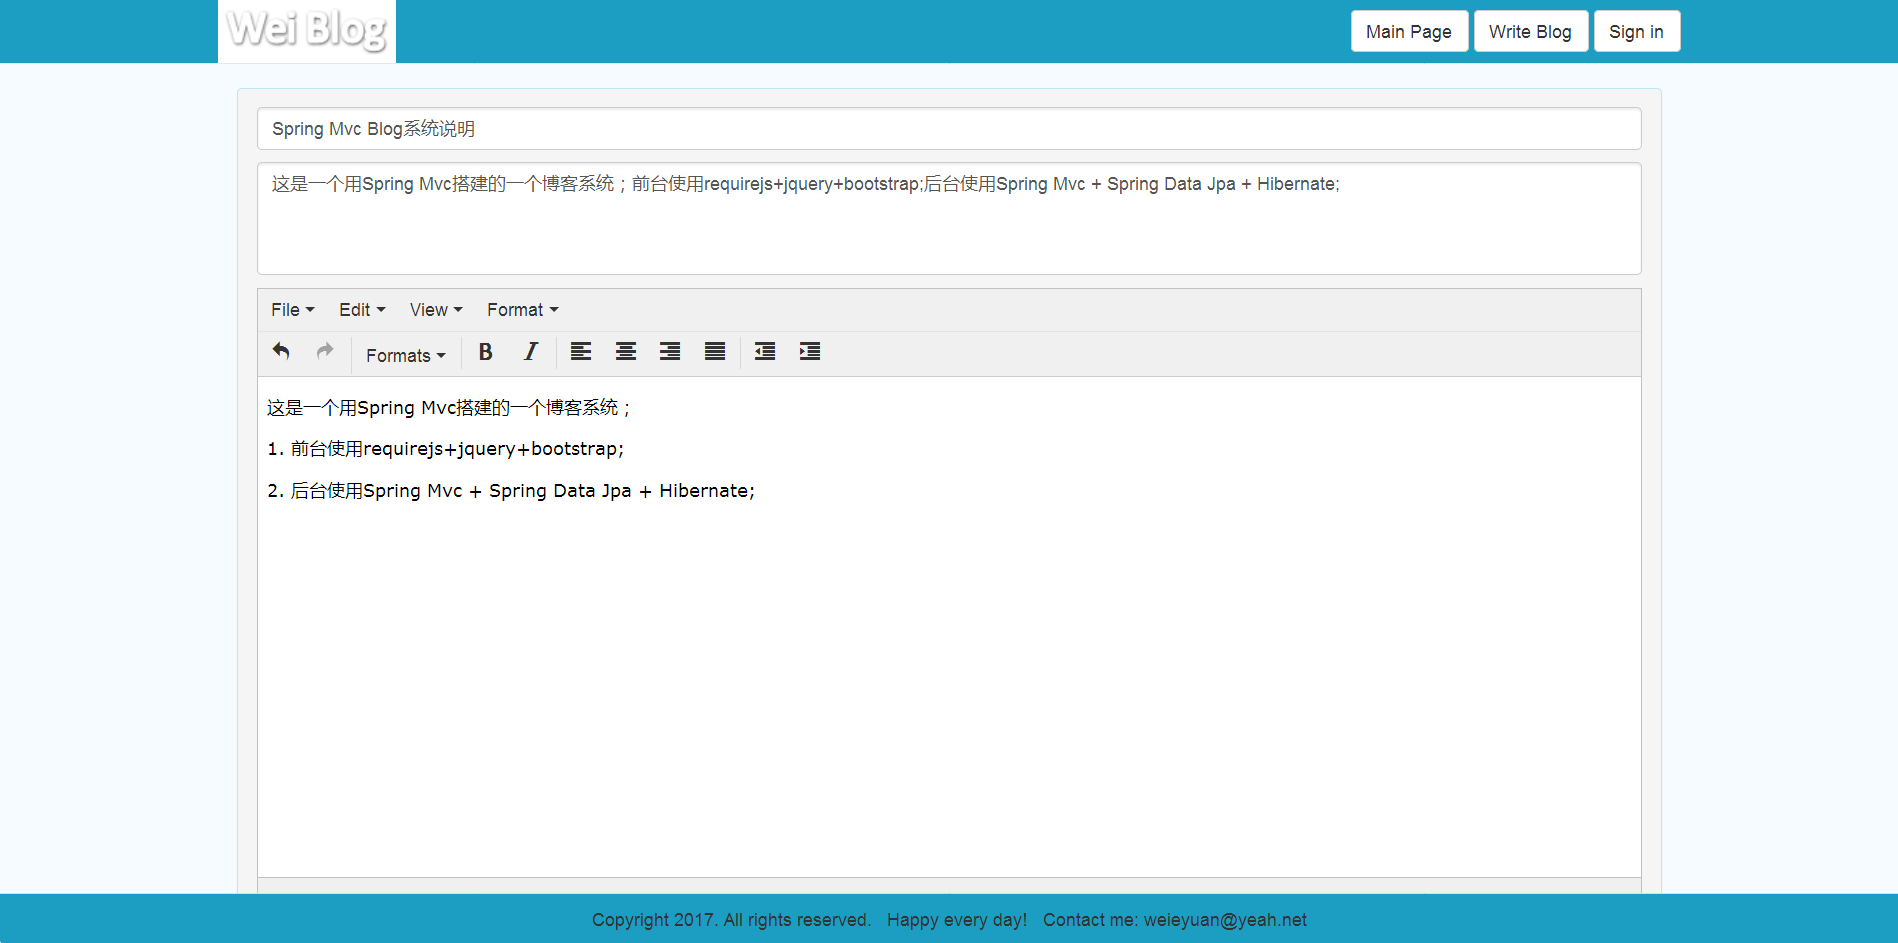 Wei Blog
Main Page Write Blog Sign in
Spring Mvc Blog系统说明
这是一个用Spring Mvc搭建的一个博客系统；前台使用requirejs+jquery+bootstrap;后台使用Spring Mvc + Spring Data Jpa + Hibernate;
File Edit View Format
Formats B I
这是一个用Spring Mvc搭建的一个博客系统；
1. 前台使用requirejs+jquery+bootstrap;
2. 后台使用Spring Mvc + Spring Data Jpa + Hibernate;
Copyright 2017. All rights reserved. Happy every day! Contact me: weieyuan@yeah.net